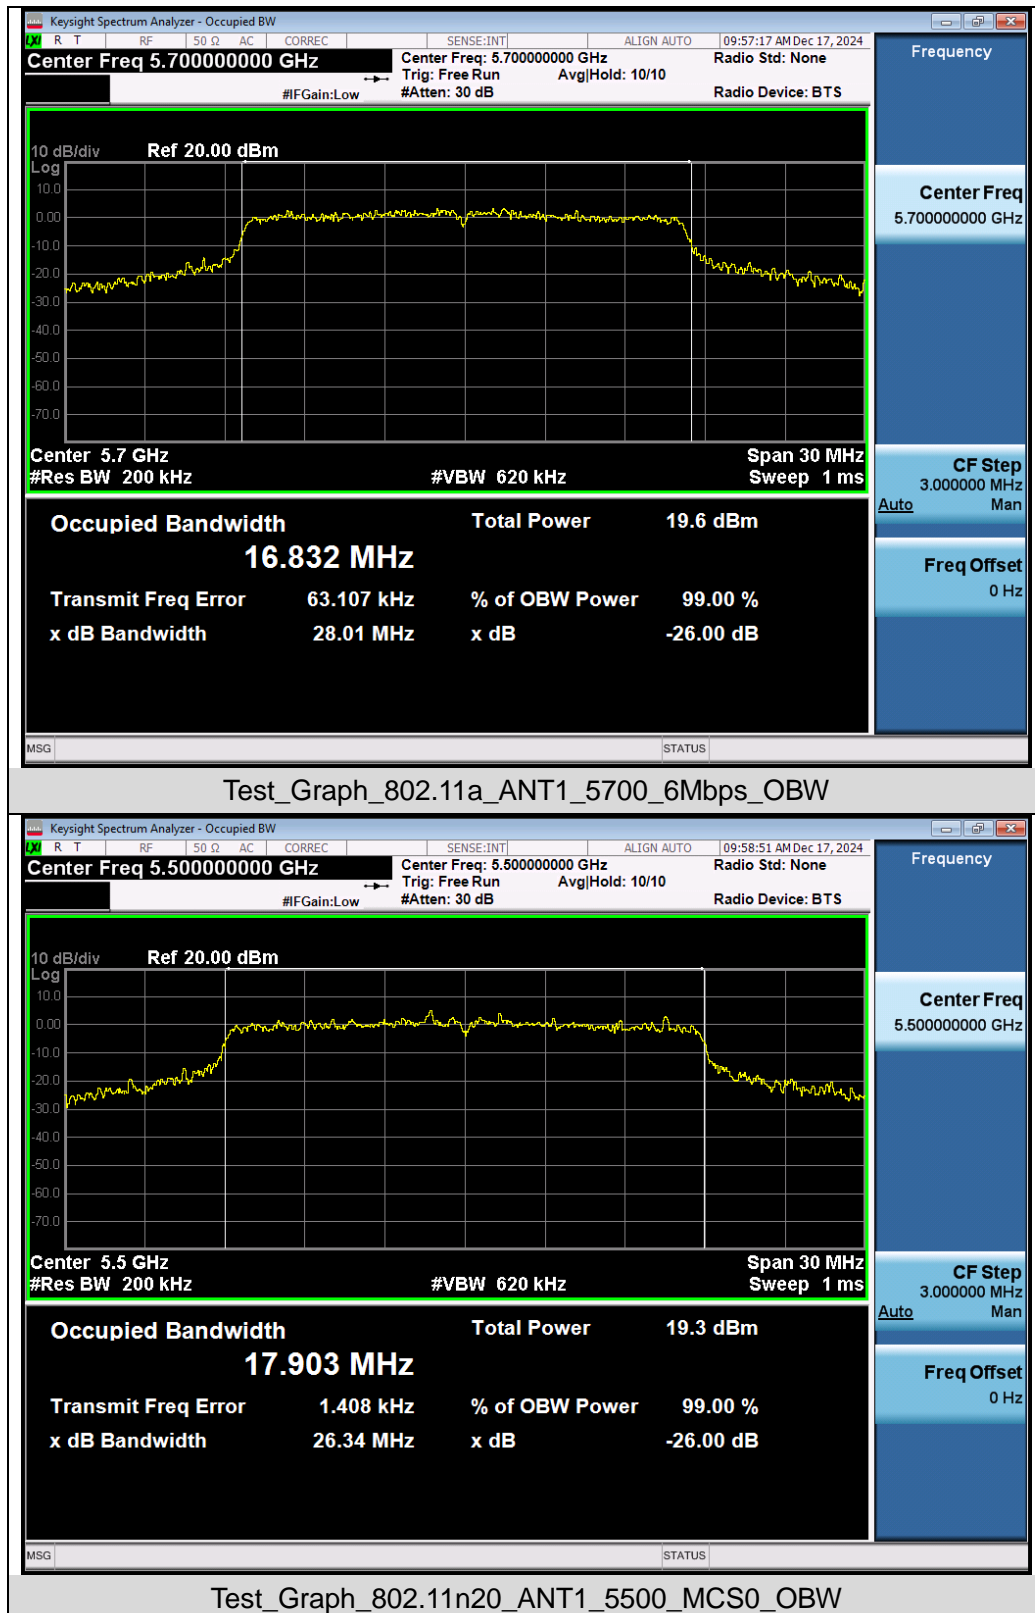 Keysight Spectrum Analyzer - Occupied BW
LXI R T RF 50 Ω AC CORREC SENSE:INT ALIGN AUTO 09:57:17 AM Dec 17, 2024
Center Freq 5.700000000 GHz
Center Freq: 5.700000000 GHz Radio Std: None
Trig: Free Run Avg|Hold: 10/10
#IFGain:Low #Atten: 30 dB Radio Device: BTS
Frequency
10 dB/div Ref 20.00 dBm
Log
10.0
0.00
-10.0
-20.0
-30.0
-40.0
-50.0
-60.0
-70.0
Center 5.7 GHz Span 30 MHz
#Res BW 200 kHz #VBW 620 kHz Sweep 1 ms
Center Freq
5.700000000 GHz
CF Step
3.000000 MHz
Auto Man
Freq Offset
0 Hz
Occupied Bandwidth Total Power 19.6 dBm
16.832 MHz
Transmit Freq Error 63.107 kHz % of OBW Power 99.00 %
x dB Bandwidth 28.01 MHz x dB -26.00 dB
MSG STATUS
Test_Graph_802.11a_ANT1_5700_6Mbps_OBW
Keysight Spectrum Analyzer - Occupied BW
LXI R T RF 50 Ω AC CORREC SENSE:INT ALIGN AUTO 09:58:51 AM Dec 17, 2024
Center Freq 5.500000000 GHz
Center Freq: 5.500000000 GHz Radio Std: None
Trig: Free Run Avg|Hold: 10/10
#IFGain:Low #Atten: 30 dB Radio Device: BTS
Frequency
10 dB/div Ref 20.00 dBm
Log
10.0
0.00
-10.0
-20.0
-30.0
-40.0
-50.0
-60.0
-70.0
Center 5.5 GHz Span 30 MHz
#Res BW 200 kHz #VBW 620 kHz Sweep 1 ms
Center Freq
5.500000000 GHz
CF Step
3.000000 MHz
Auto Man
Freq Offset
0 Hz
Occupied Bandwidth Total Power 19.3 dBm
17.903 MHz
Transmit Freq Error 1.408 kHz % of OBW Power 99.00 %
x dB Bandwidth 26.34 MHz x dB -26.00 dB
MSG STATUS
Test_Graph_802.11n20_ANT1_5500_MCS0_OBW